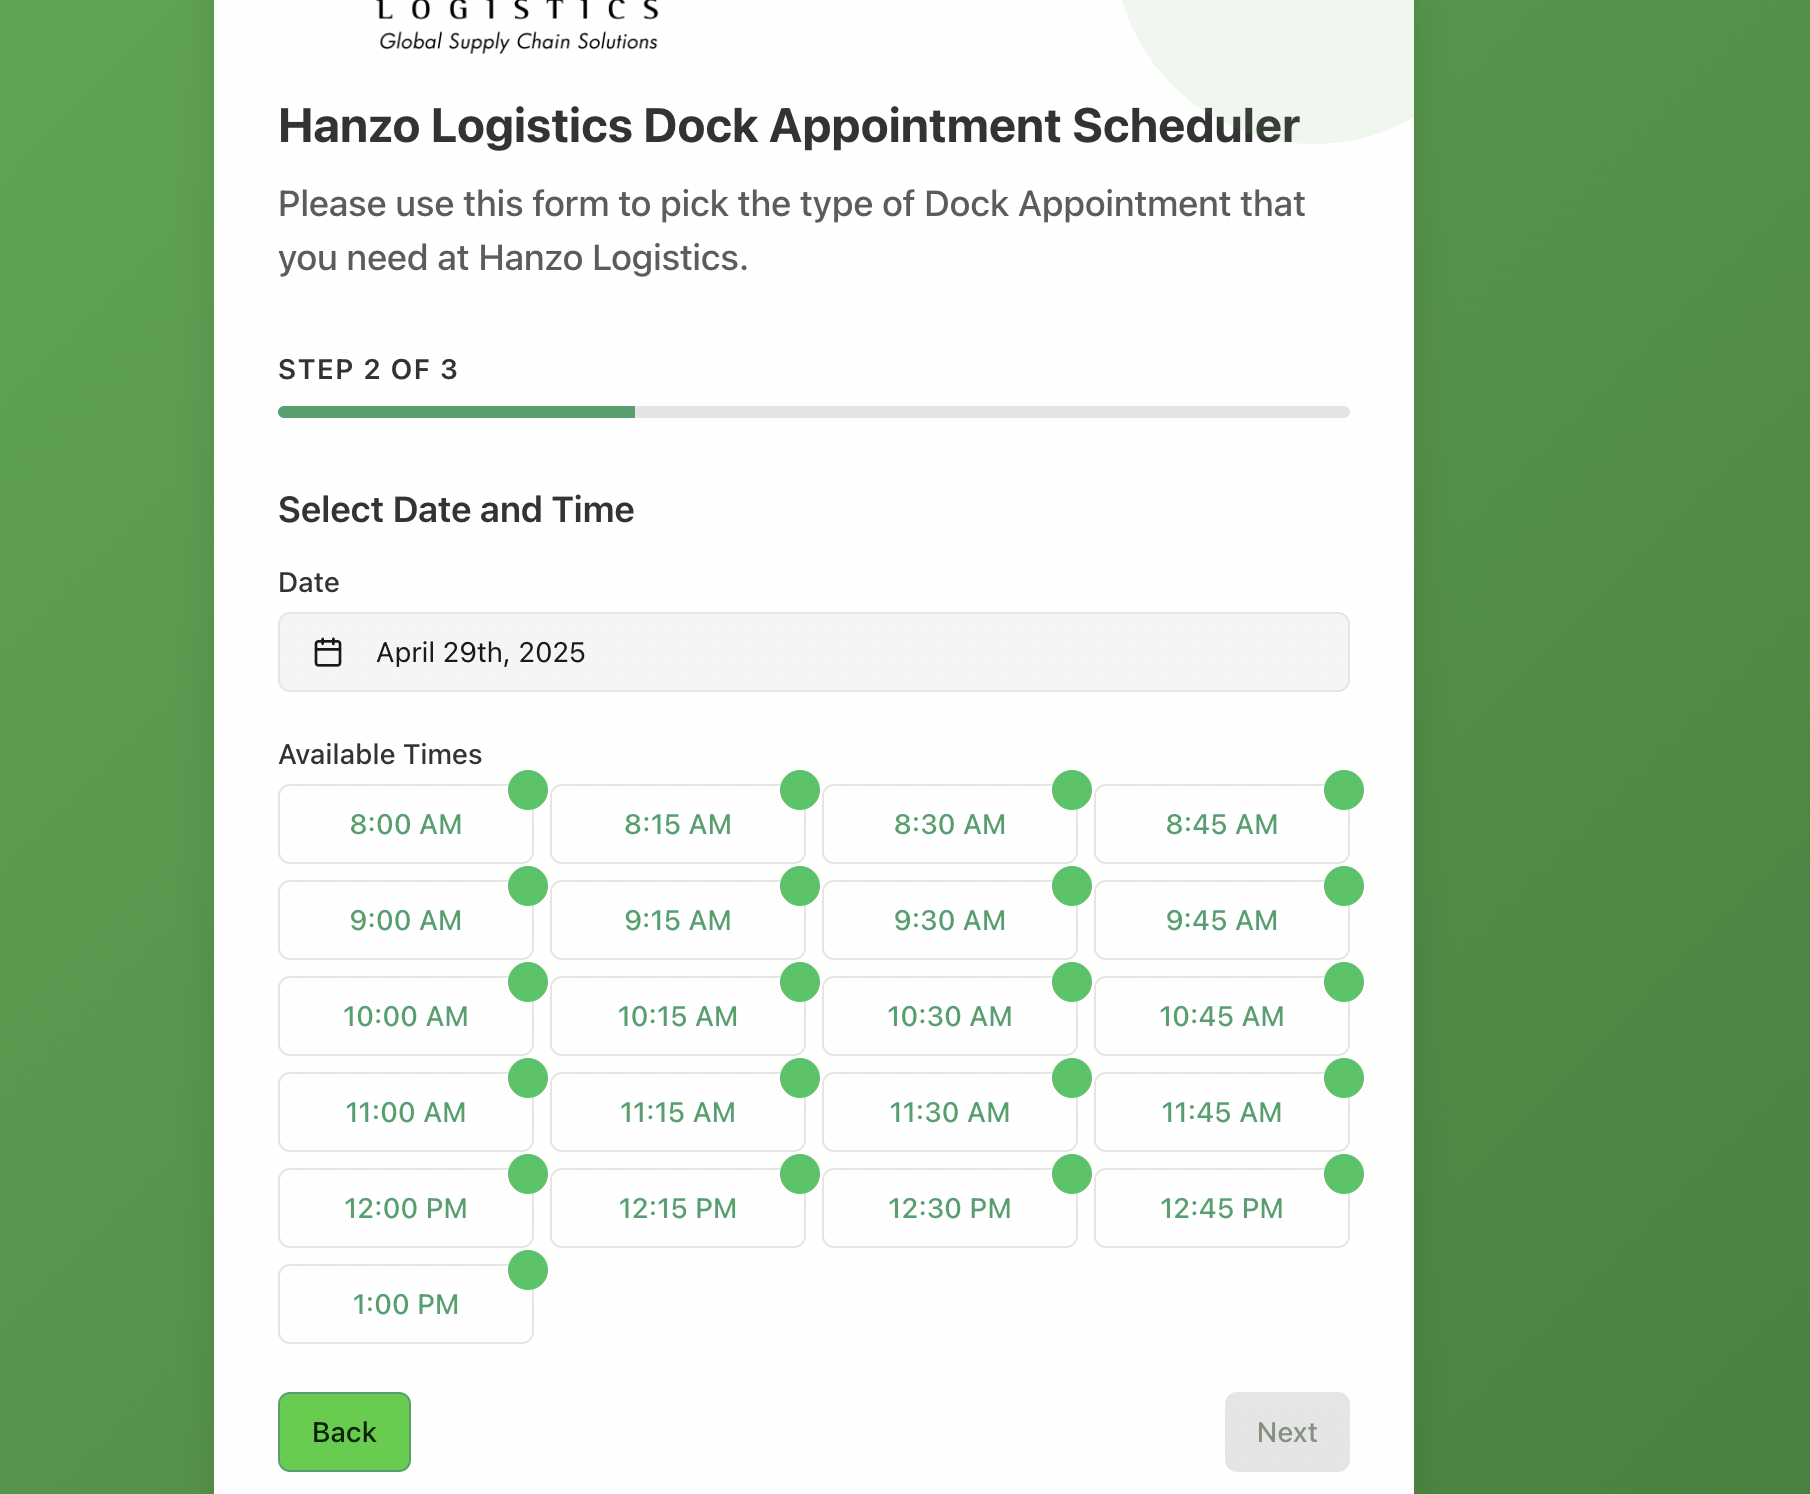 LOGISTICS
Global Supply Chain Solutions
Hanzo Logistics Dock Appointment Scheduler
Please use this form to pick the type of Dock Appointment that
you need at Hanzo Logistics.
STEP 2 OF 3
Select Date and Time
Date
April 29th, 2025
Available Times
8:00 AM 8:15 AM 8:30 AM 8:45 AM
9:00 AM 9:15 AM 9:30 AM 9:45 AM
10:00 AM 10:15 AM 10:30 AM 10:45 AM
11:00 AM 11:15 AM 11:30 AM 11:45 AM
12:00 PM 12:15 PM 12:30 PM 12:45 PM
1:00 PM
Back Next